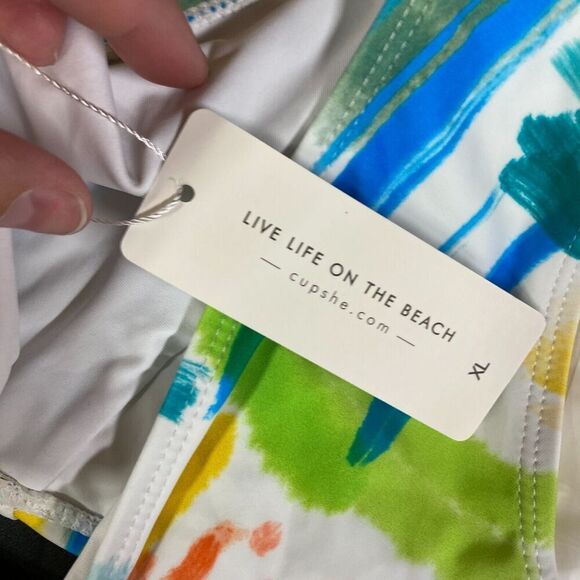 LIVE LIFE ON THE BEACH
— cupshe.com —
XL